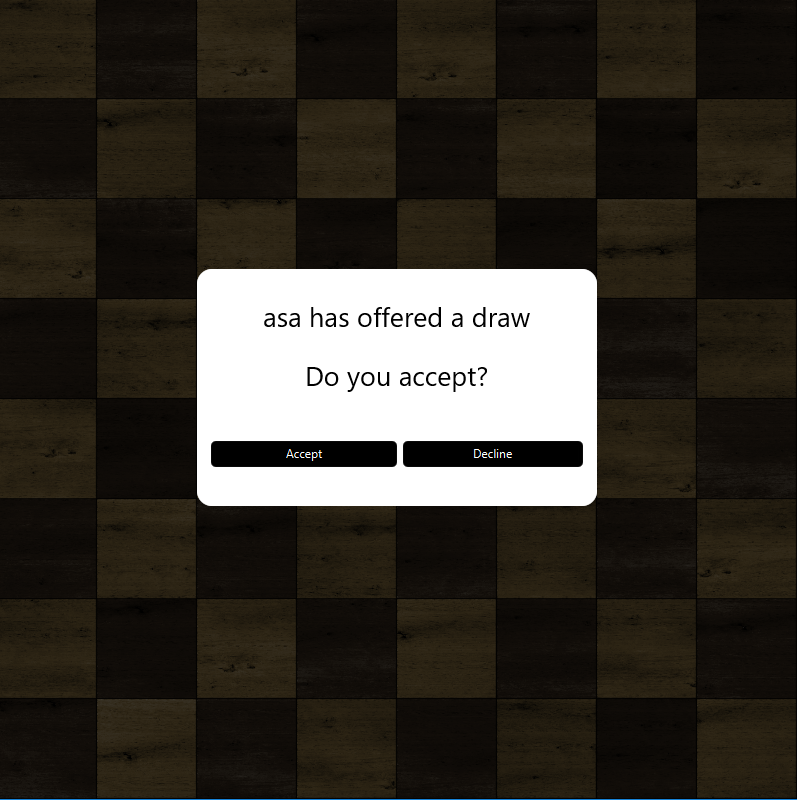 asa has offered a draw
Do you accept?
Accept Decline